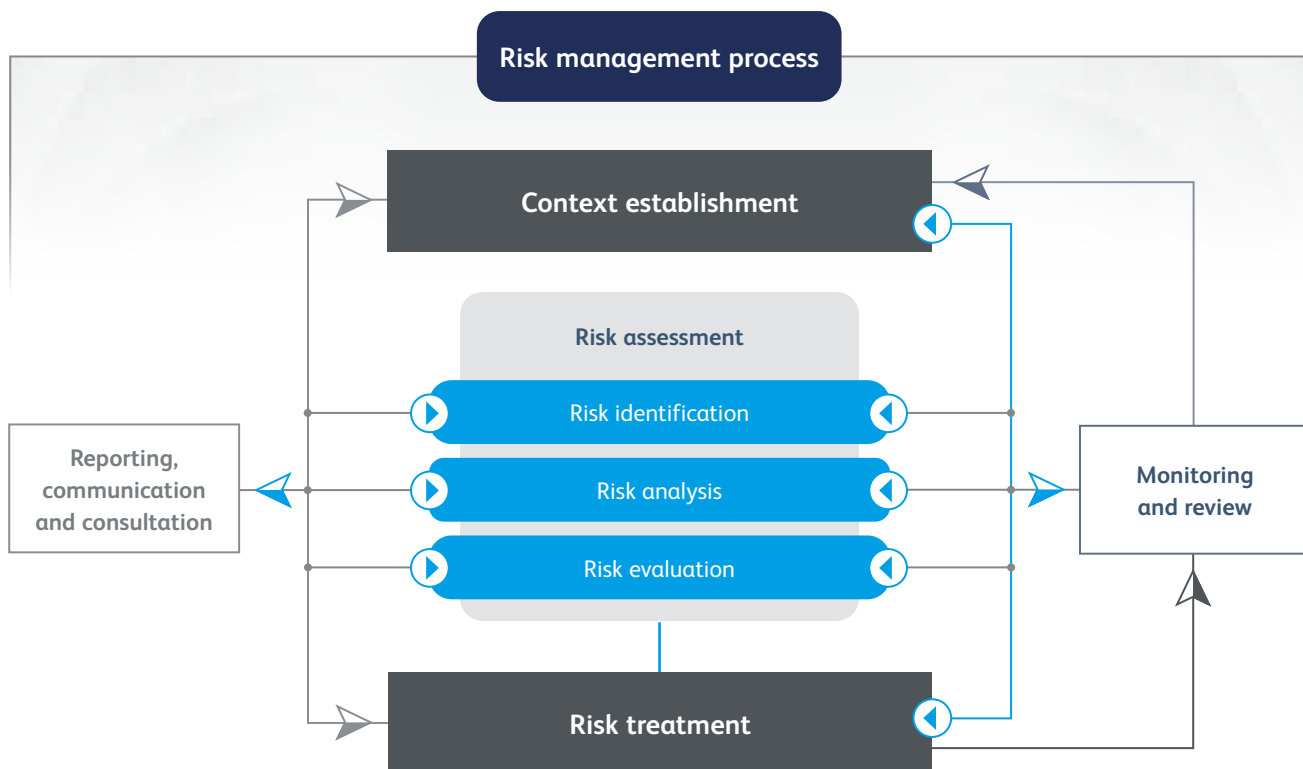 Risk management process
Context establishment
Risk assessment
Risk identification
Risk analysis
Risk evaluation
Reporting,
communication
and consultation
Monitoring
and review
Risk treatment